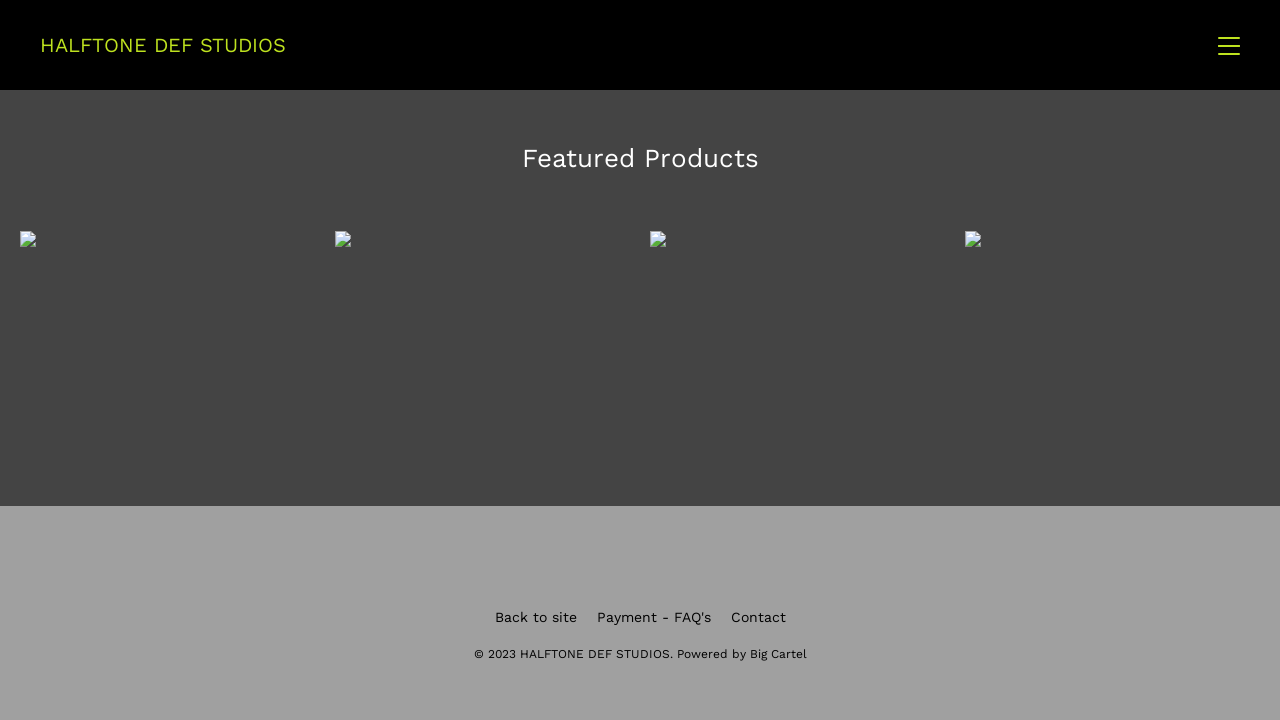 HALFTONE DEF STUDIOS
Featured Products
Back to site Payment - FAQ's Contact
© 2023 HALFTONE DEF STUDIOS. Powered by Big Cartel